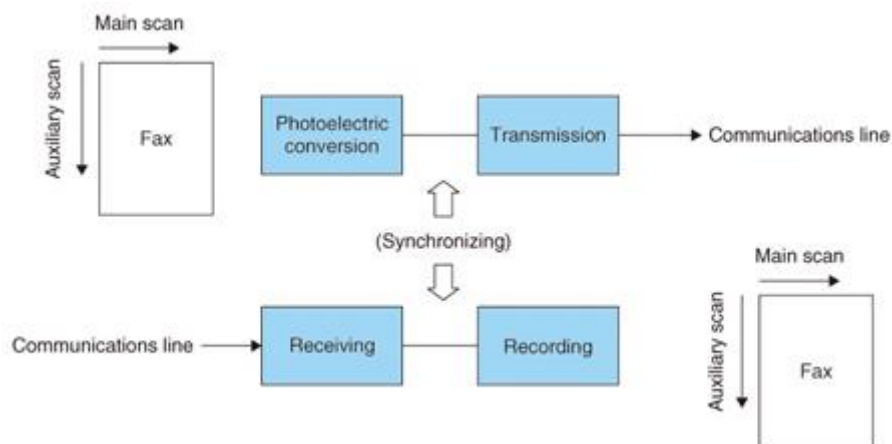 Main scan
Auxiliary scan
Fax
Photoelectric
conversion
Transmission
Communications line
(Synchronizing)
Communications line
Receiving
Recording
Main scan
Auxiliary scan
Fax